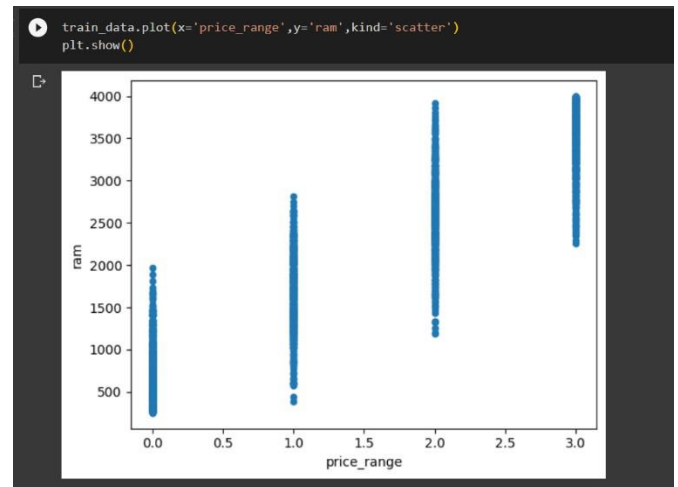 train_data.plot(x='price_range',y='ram',kind='scatter')
plt.show()
4000
3500
3000
2500
2000
1500
1000
500
ram
0.0 0.5 1.0 1.5 2.0 2.5 3.0
price_range